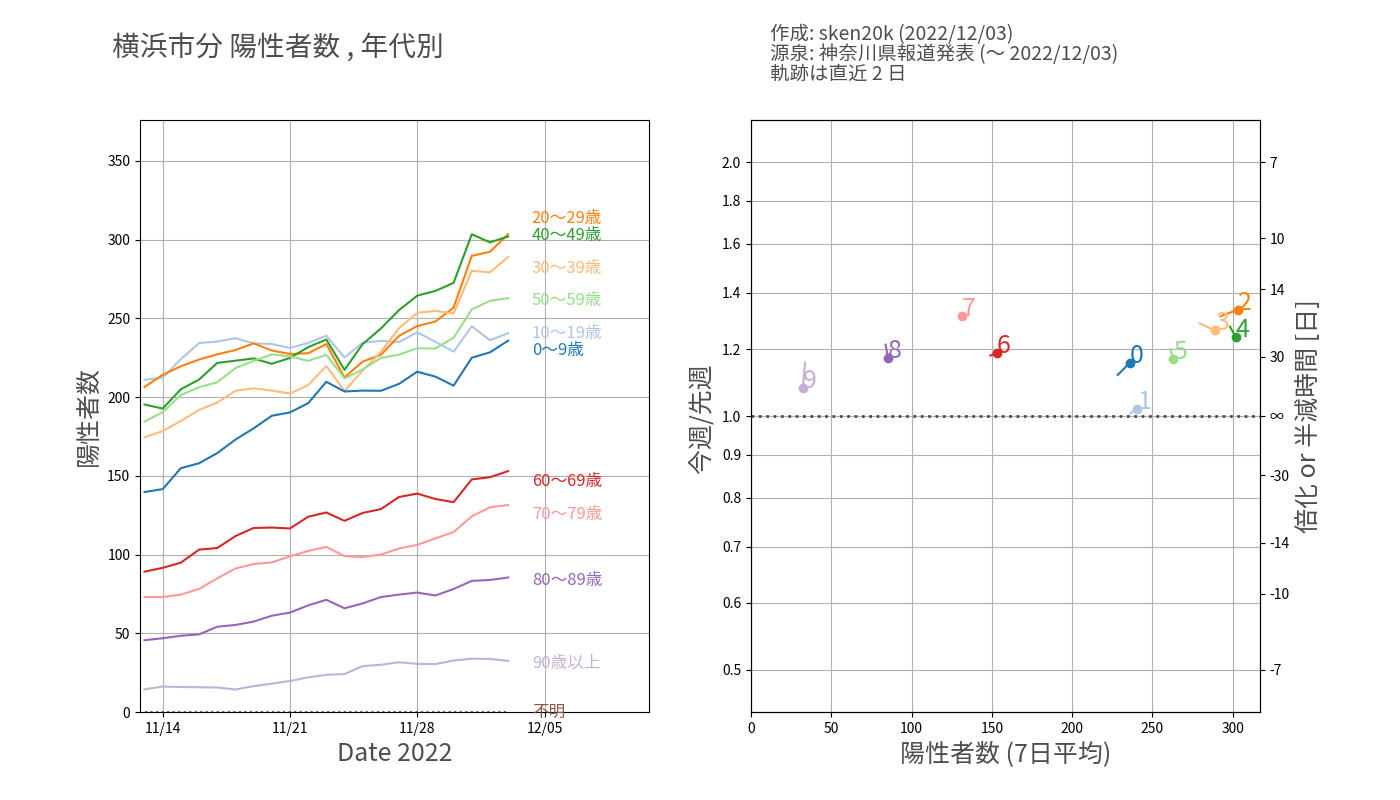 横浜市分 陽性者数 , 年代別
作成: sken20k (2022/12/03)
源泉: 神奈川県報道発表 (〜 2022/12/03)
軌跡は直近 2 日
陽性者数
350
300
250
200
150
100
50
0
20〜29歳
40〜49歳
30〜39歳
50〜59歳
10〜19歳
0〜9歳
60〜69歳
70〜79歳
80〜89歳
90歳以上
不明
11/14
11/21
11/28
12/05
Date 2022
今週/先週
2.0
1.8
1.6
1.4
1.2
1.0
0.9
0.8
0.7
0.6
0.5
2
3
4
7
6
8
5
0
9
1
7
10
14
30
∞
-30
-14
-10
-7
倍化 or 半減時間 [日]
0
50
100
150
200
250
300
陽性者数 (7日平均)